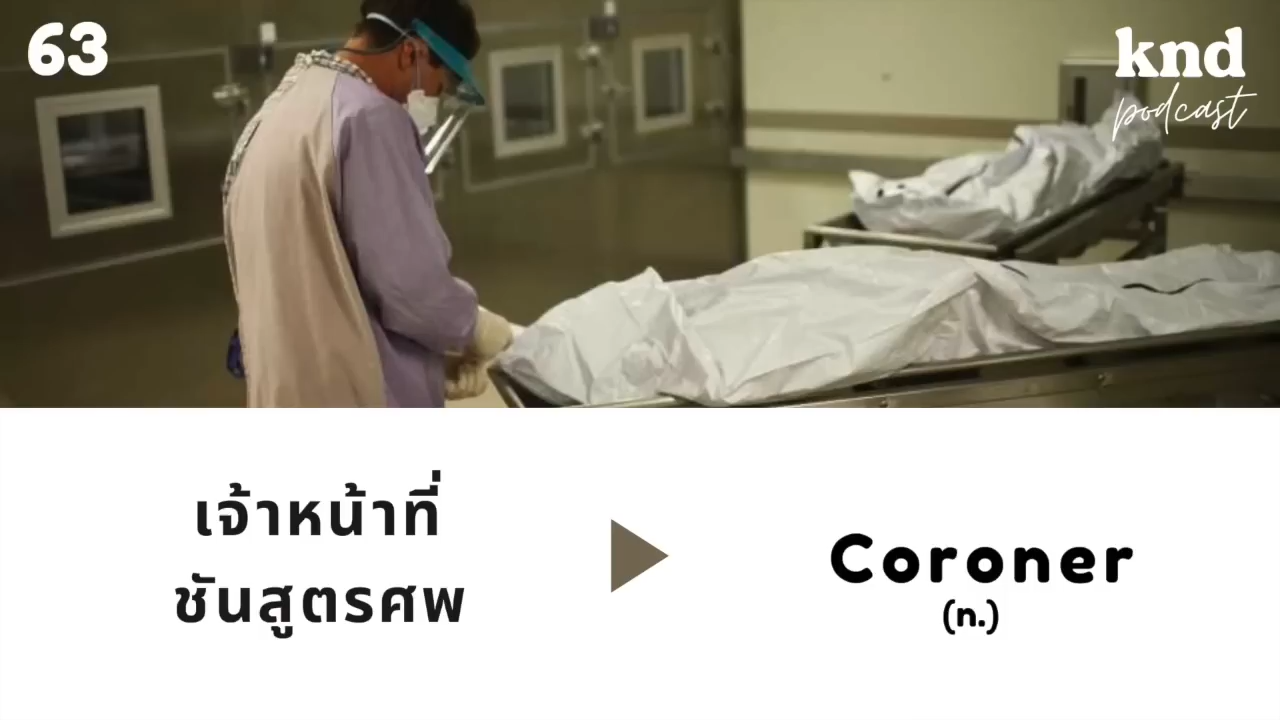 63
knd
podcast
เจ้าหน้าที่
ชันสูตรศพ
Coroner
(n.)